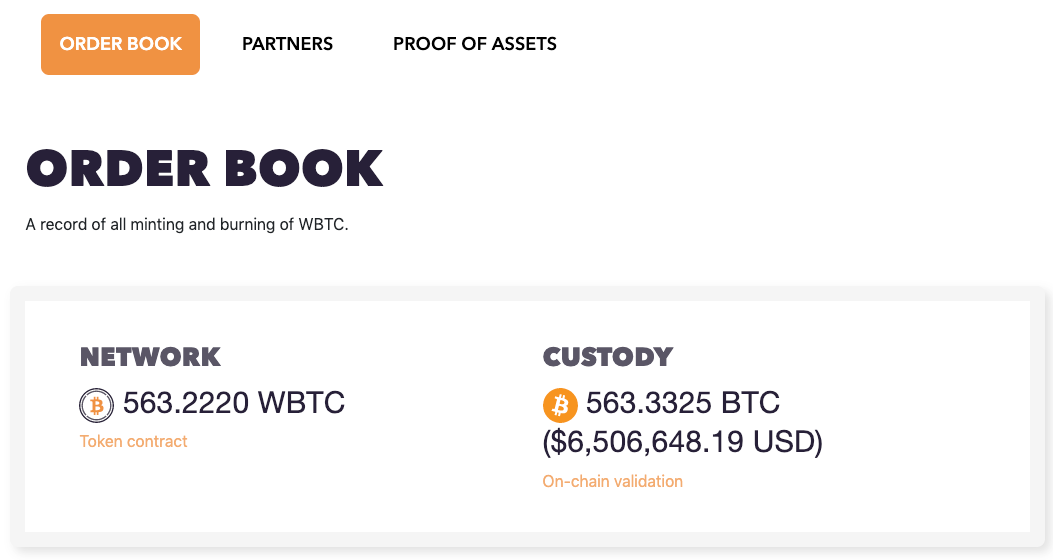 ORDER BOOK PARTNERS PROOF OF ASSETS
ORDER BOOK
A record of all minting and burning of WBTC.
NETWORK
563.2220 WBTC
Token contract
CUSTODY
563.3325 BTC
($6,506,648.19 USD)
On-chain validation